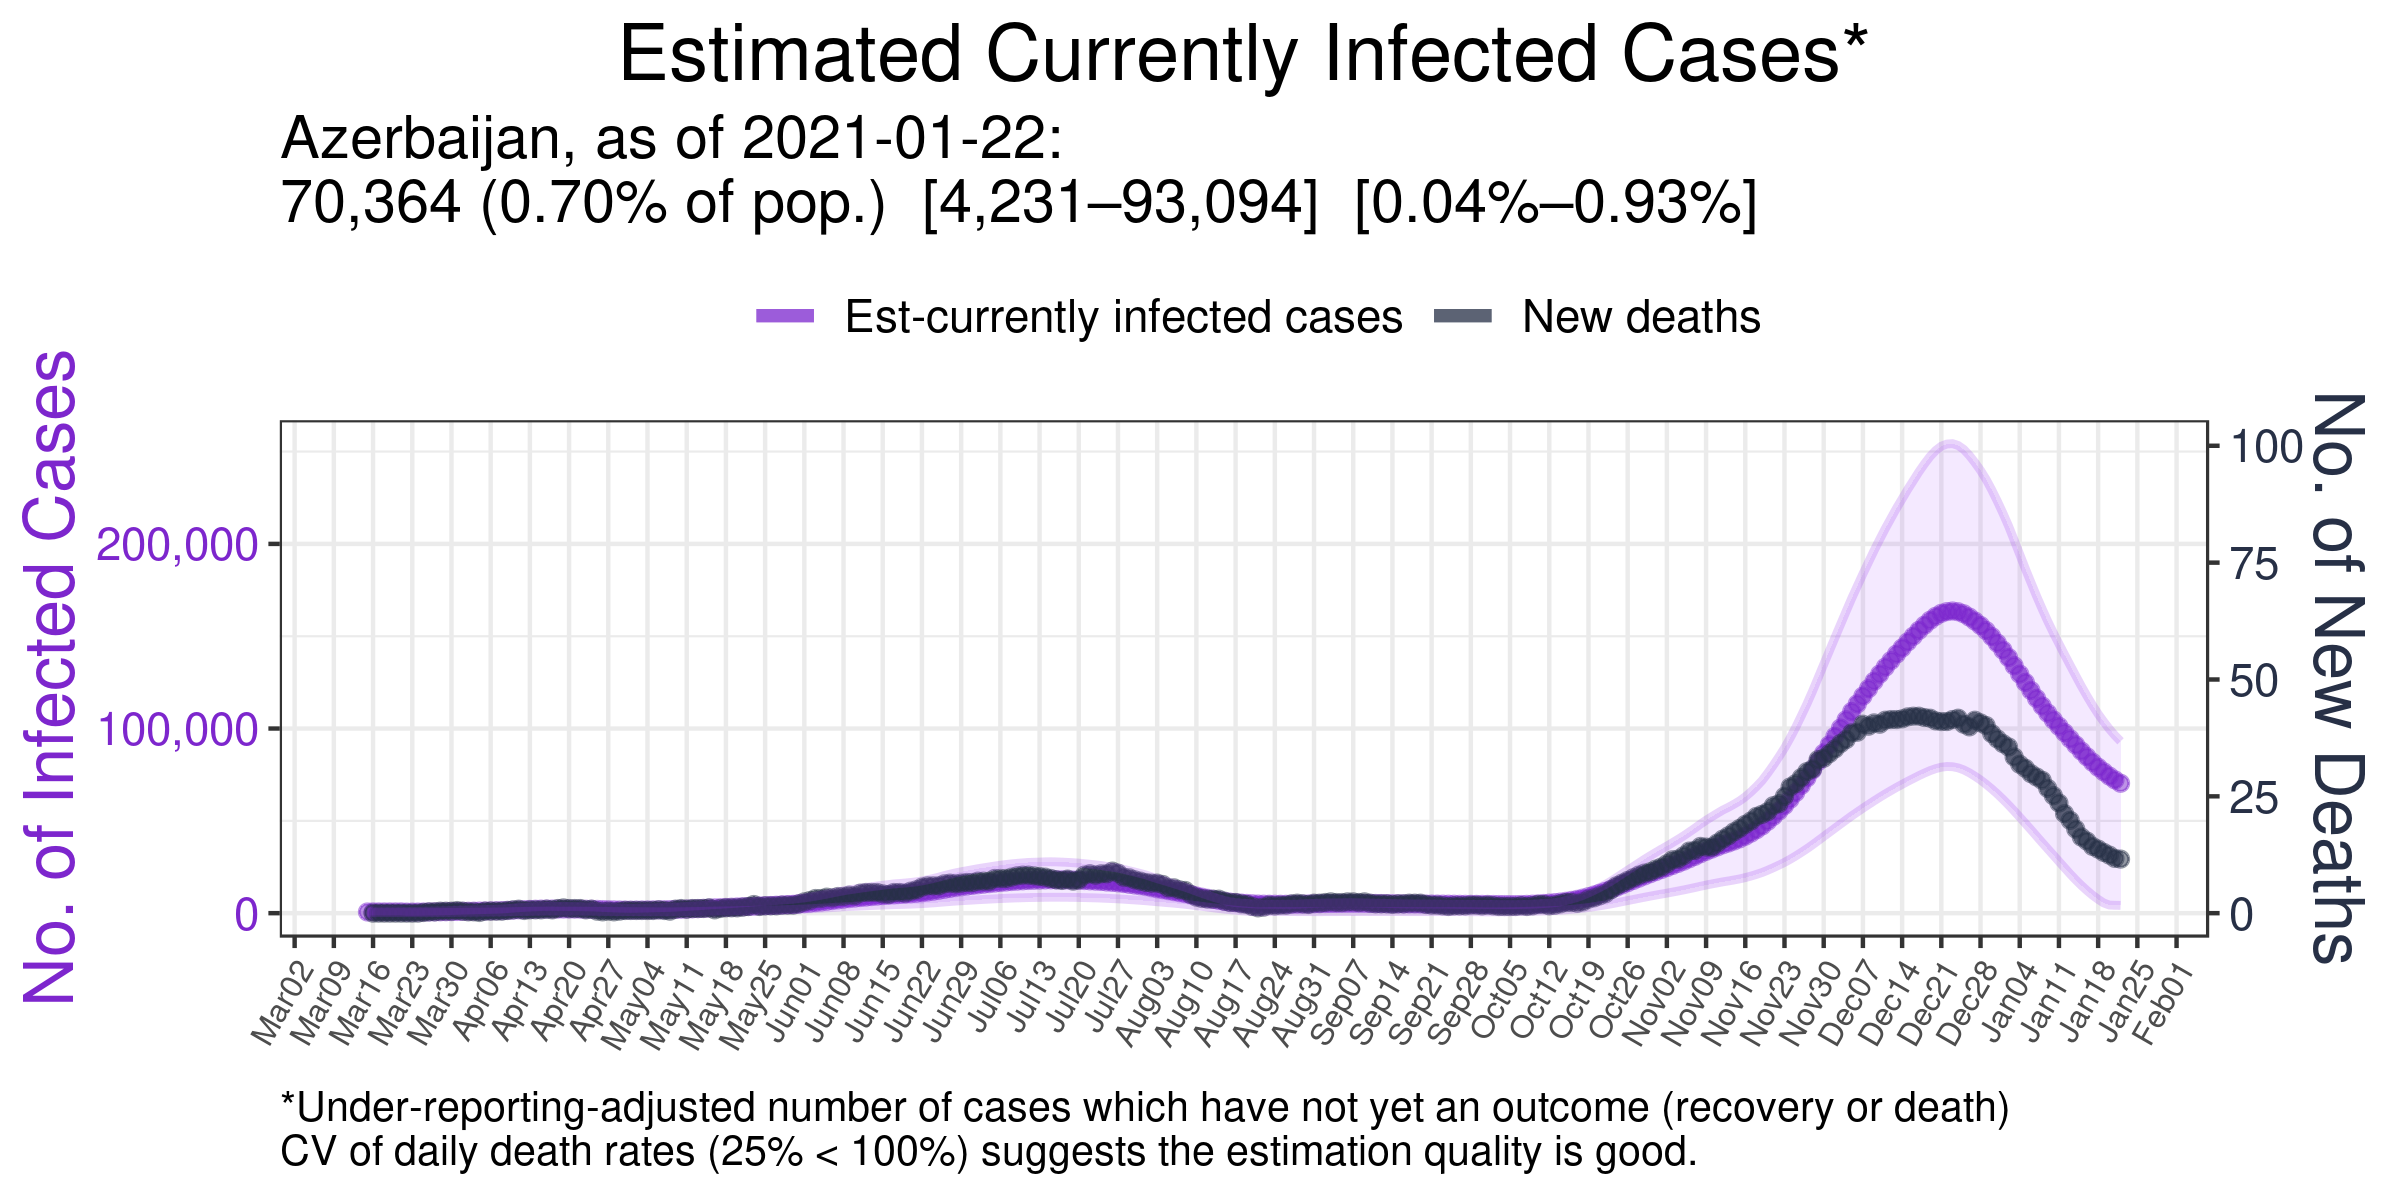 Estimated Currently Infected Cases*
Azerbaijan, as of 2021-01-22:
70,364 (0.70% of pop.) [4,231–93,094] [0.04%–0.93%]
Est-currently infected cases New deaths
No. of Infected Cases
200,000
100,000
0
100
75
50
25
0
No. of New Deaths
Mar02 Mar09 Mar16 Mar23 Mar30 Apr06 Apr13 Apr20 Apr27 May04 May11 May18 May25 Jun01 Jun08 Jun15 Jun22 Jun29 Jul06 Jul13 Jul20 Jul27 Aug03 Aug10 Aug17 Aug24 Aug31 Sep07 Sep14 Sep21 Sep28 Oct05 Oct12 Oct19 Oct26 Nov02 Nov09 Nov16 Nov23 Nov30 Dec07 Dec14 Dec21 Dec28 Jan04 Jan11 Jan18 Jan25 Feb01
*Under-reporting-adjusted number of cases which have not yet an outcome (recovery or death)
CV of daily death rates (25% < 100%) suggests the estimation quality is good.